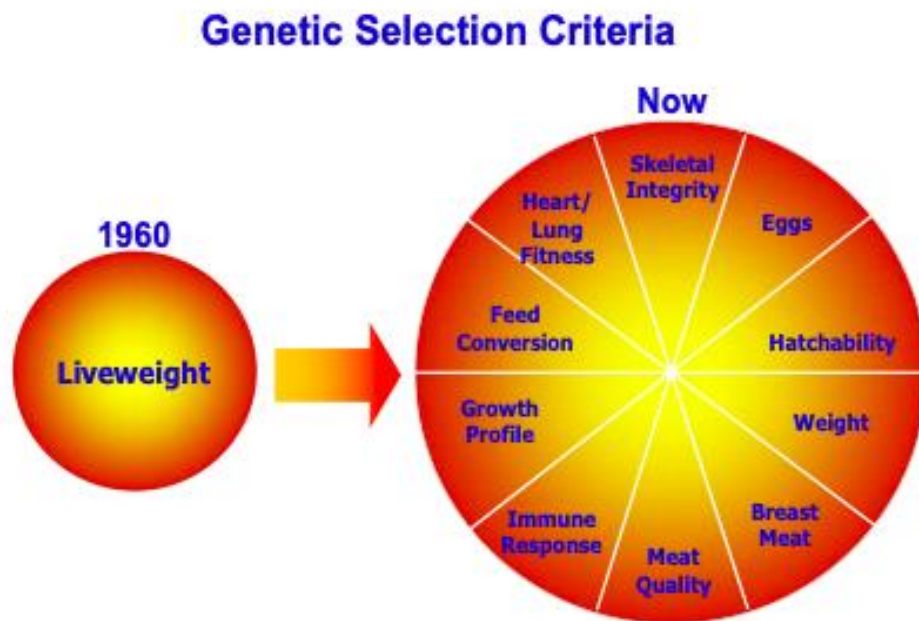 Genetic Selection Criteria
1960
Liveweight
Now
Skeletal
Integrity
Eggs
Hatchability
Weight
Breast
Meat
Meat
Quality
Immune
Response
Growth
Profile
Feed
Conversion
Heart/
Lung
Fitness